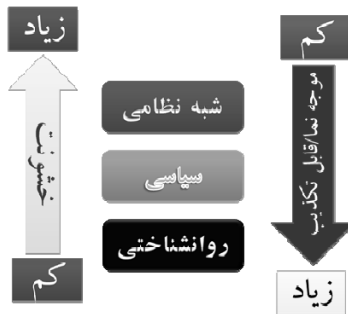 زیاد
کم
موجه نما/قابل تکذیب
شبه نظامی
خشونت
سیاسی
روانشناختی
کم
زیاد